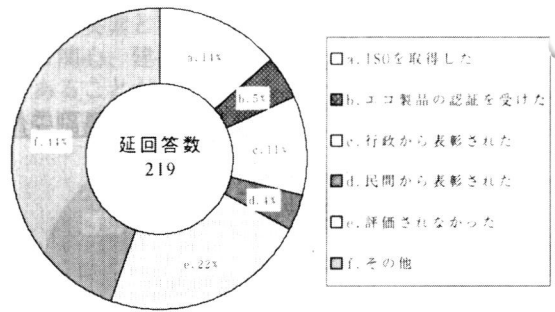 a.14%
b.5%
c.11%
d.4%
e.22%
f.44%
延回答数
219
a.ISOを取得した
b.エコ製品の認証を受けた
c.行政から表彰された
d.民間から表彰された
e.評価されなかった
f.その他